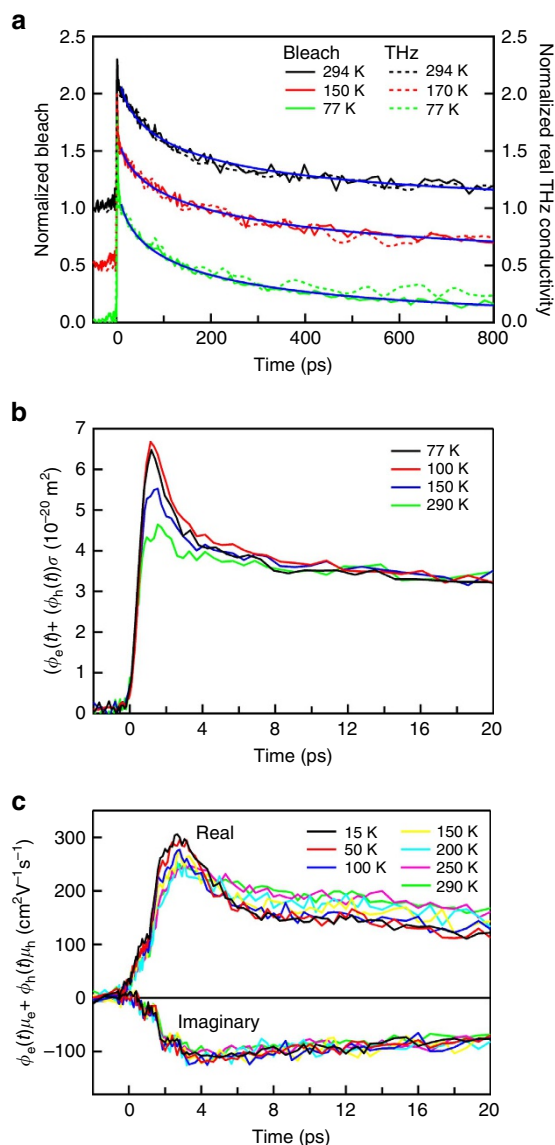 a
2.5
2.0
1.5
1.0
0.5
0.0
Normalized bleach
Bleach THz
294 K 294 K
150 K 170 K
77 K 77 K
2.5
2.0
1.5
1.0
0.5
0.0
Normalized real THz conductivity
200 400 600 800
Time (ps)
b
7
6
5
4
3
2
1
0
(ϕe(t)+ (ϕh(t))σ (10⁻²⁰ m²)
77 K
100 K
150 K
290 K
0 4 8 12 16 20
Time (ps)
c
300
200
100
0
−100
ϕe(t)μe+ ϕh(t)μh (cm²V⁻¹s⁻¹)
Real
15 K 150 K
50 K 200 K
100 K 250 K
290 K
Imaginary
0 4 8 12 16 20
Time (ps)